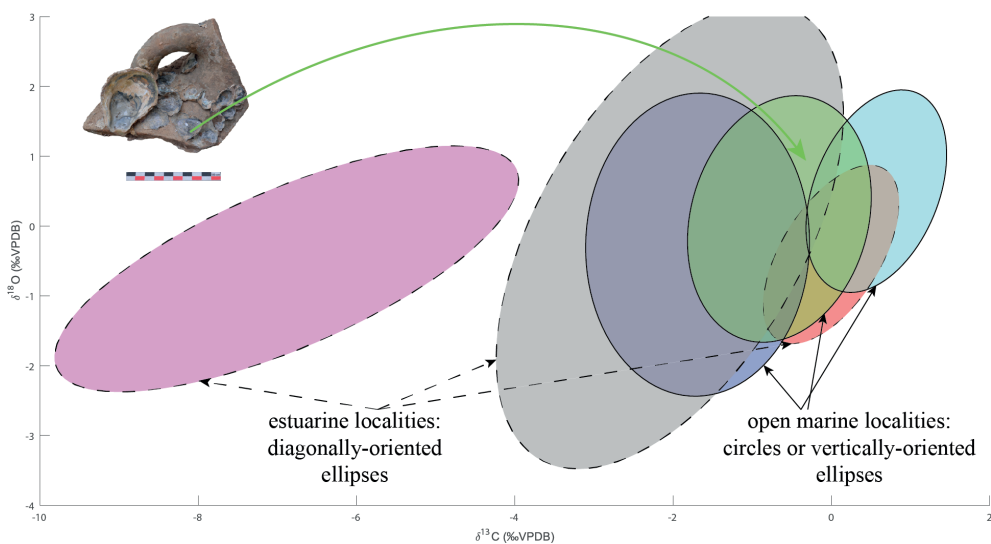 3
2
1
0
-1
-2
-3
-4
δ¹⁸O (‰VPDB)
estuarine localities:
diagonally-oriented
ellipses
open marine localities:
circles or vertically-oriented
ellipses
-10
-8
-6
-4
-2
0
2
δ¹³C (‰VPDB)